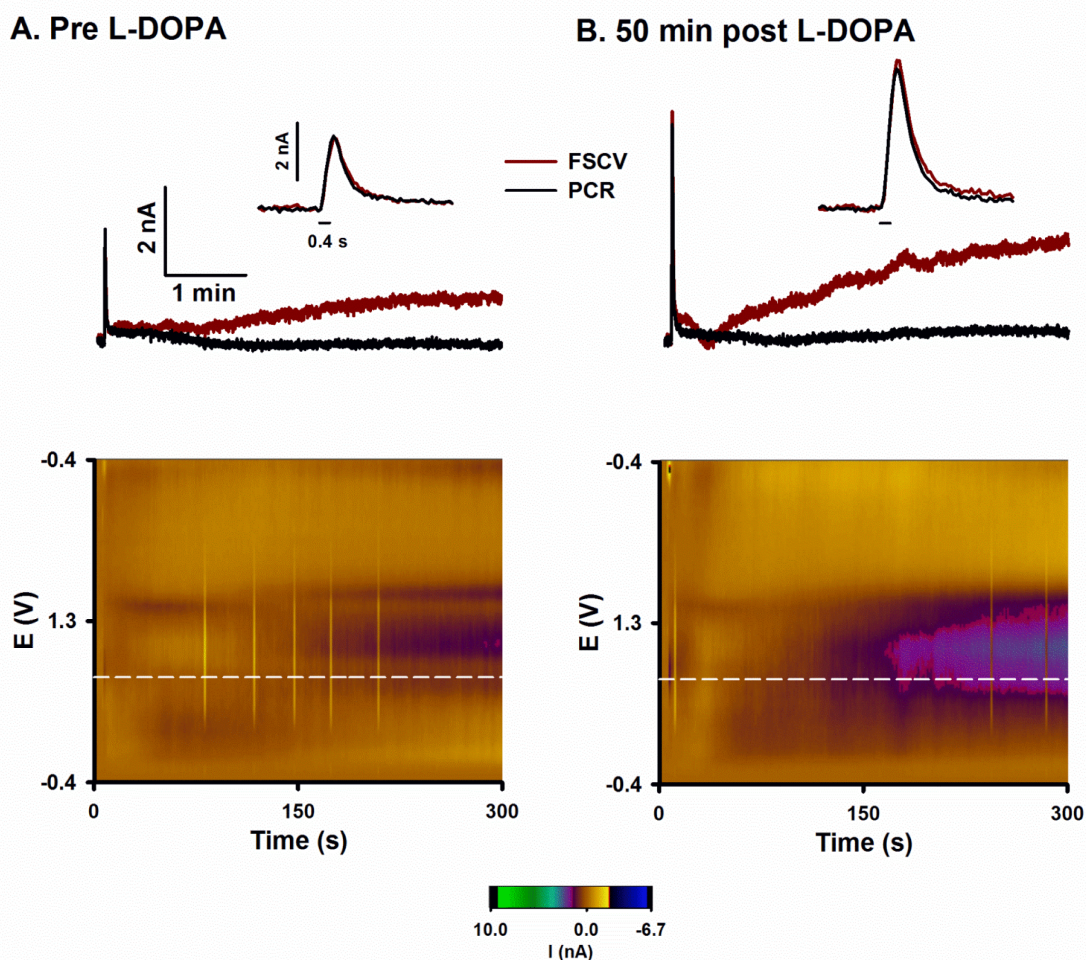 A. Pre L-DOPA
B. 50 min post L-DOPA
2 nA
0.4 s
FSCV
PCR
2 nA
1 min
-0.4
1.3
-0.4
E (V)
0
150
300
Time (s)
-0.4
1.3
-0.4
E (V)
0
150
300
Time (s)
10.0
0.0
-6.7
I (nA)